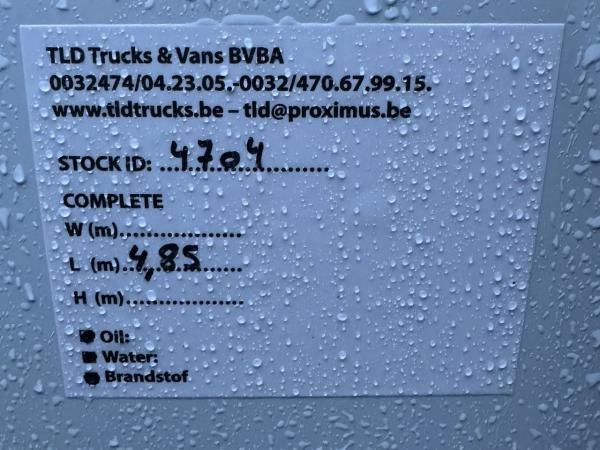 TLD Trucks & Vans BVBA
0032474/04.23.05.-0032/470.67.99.15.
www.tldtrucks.be – tld@proximus.be
STOCK iD: 4704
COMPLETE
W (m)....................
L (m) 4,85
H (m)....................
Oil:
Water:
Brandstof